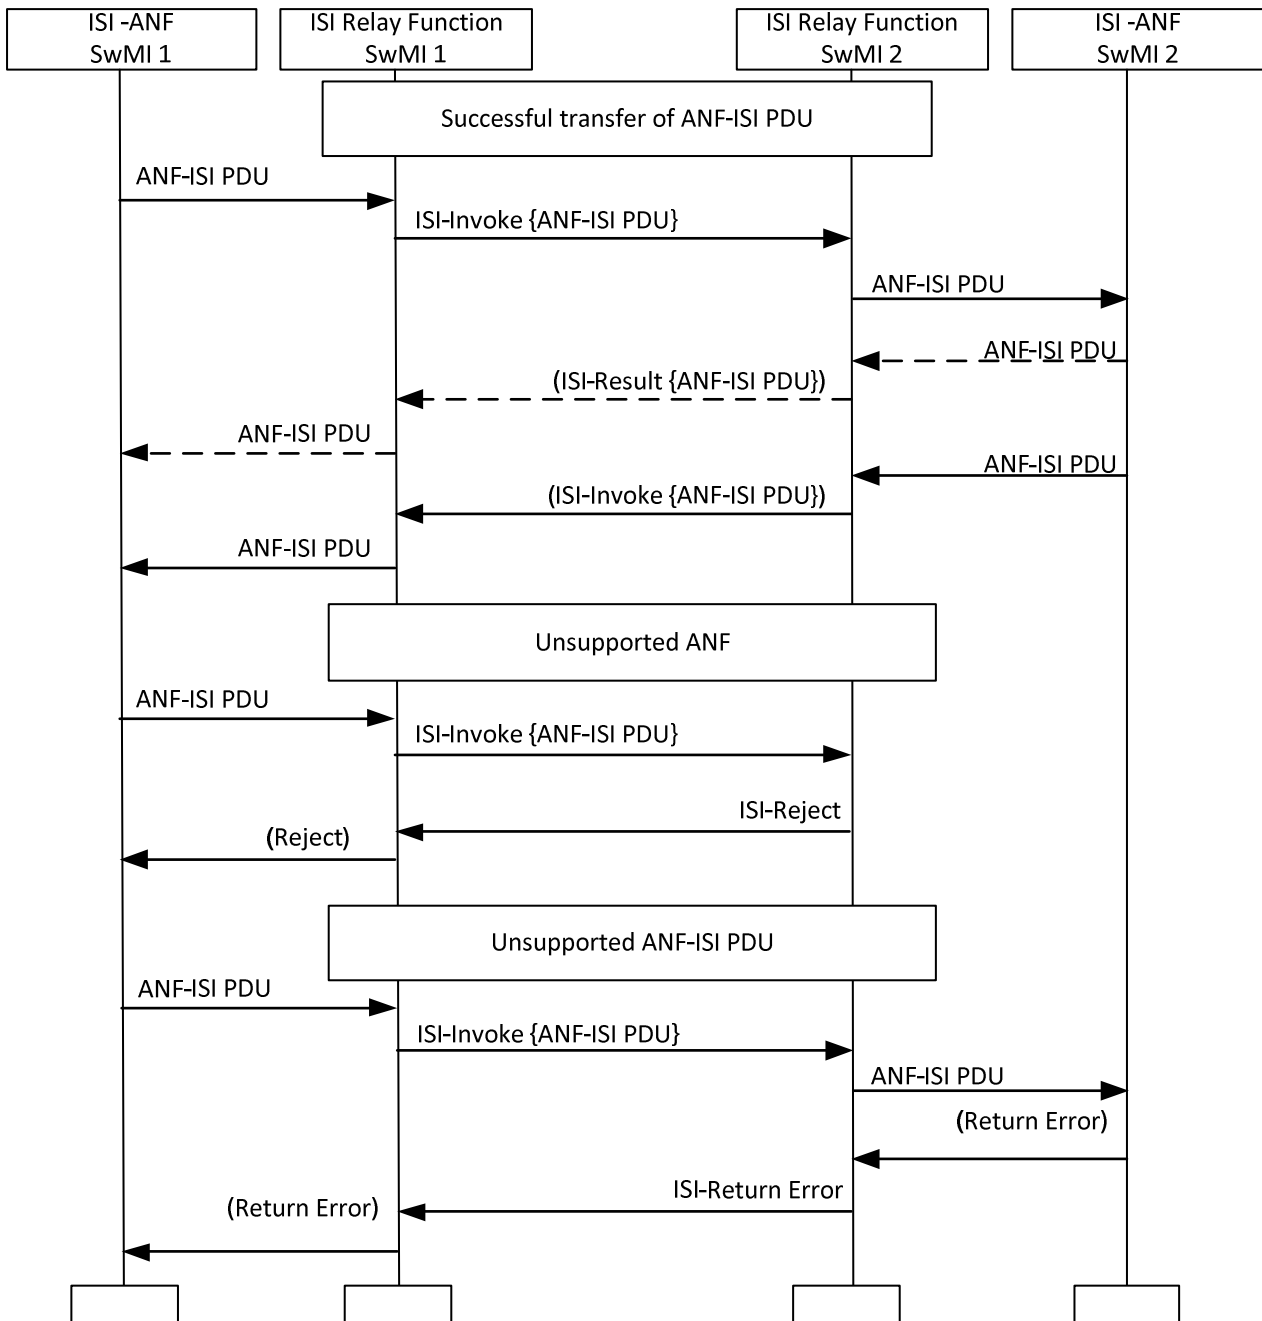 ISI -ANF
SwMI 1
ISI Relay Function
SwMI 1
ISI Relay Function
SwMI 2
ISI -ANF
SwMI 2
Successful transfer of ANF-ISI PDU
ANF-ISI PDU
ISI-Invoke {ANF-ISI PDU}
ANF-ISI PDU
ANF-ISI PDU
(ISI-Result {ANF-ISI PDU})
ANF-ISI PDU
ANF-ISI PDU
(ISI-Invoke {ANF-ISI PDU})
ANF-ISI PDU
Unsupported ANF
ANF-ISI PDU
ISI-Invoke {ANF-ISI PDU}
ISI-Reject
(Reject)
Unsupported ANF-ISI PDU
ANF-ISI PDU
ISI-Invoke {ANF-ISI PDU}
ANF-ISI PDU
(Return Error)
ISI-Return Error
(Return Error)